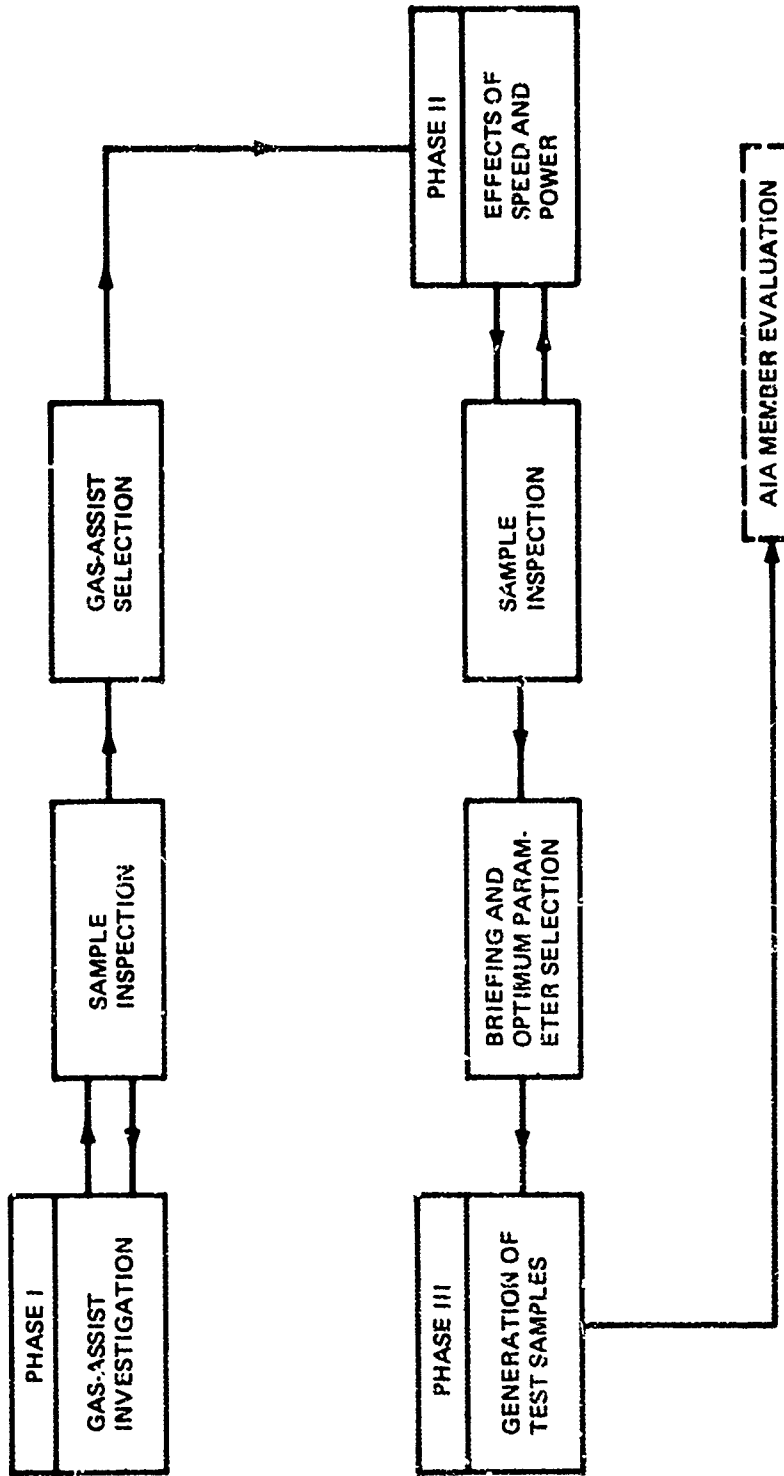 PHASE I
GAS-ASSIST
INVESTIGATION
SAMPLE
INSPECTION
GAS-ASSIST
SELECTION
PHASE II
EFFECTS OF
SPEED AND
POWER
SAMPLE
INSPECTION
BRIEFING AND
OPTIMUM PARAM-
ETER SELECTION
PHASE III
GENERATION OF
TEST SAMPLES
AIA MEMBER EVALUATION